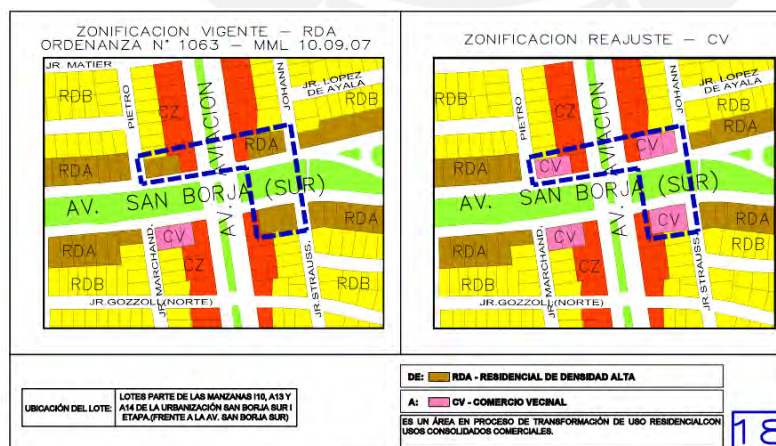 ZONIFICACION VIGENTE – RDA
ORDENANZA N° 1063 – MML 10.09.07
JR. MATIER
RDB
PIETRO
CZ
AVIACION
JOHANN
JR. LOPEZ
DE AYALA
RDB
RDA
RDA
RDA
AV. SAN BORJA (SUR)
AV.
RDA
CV
RDA
JR. MARCHAND.
CZ
JR.STRAUSS.
RDB
RDB
JR.GOZZOLI(NORTE)
ZONIFICACION REAJUSTE – CV
RDB
PIETRO
CZ
AVIACION
JOHANN
JR. LOPEZ
DE AYALA
RDB
RDA
RDA
CV
CV
AV. SAN BORJA (SUR)
AV.
CV
RDA
CV
RDA
RDB
JR. MARCHAND.
CZ
JR.STRAUSS.
RDB
JR.GOZZOLI(NORTE)
UBICACIÓN DEL LOTE:
LOTES PARTE DE LAS MANZANAS I10, A13 Y
A14 DE LA URBANIZACIÓN SAN BORJA SUR I
ETAPA.(FRENTE A LA AV. SAN BORJA SUR)
DE: RDA - RESIDENCIAL DE DENSIDAD ALTA
A: CV - COMERCIO VECINAL
ES UN ÁREA EN PROCESO DE TRANSFORMACIÓN DE USO RESIDENCIALCON
USOS CONSOLIDADOS COMERCIALES.
18